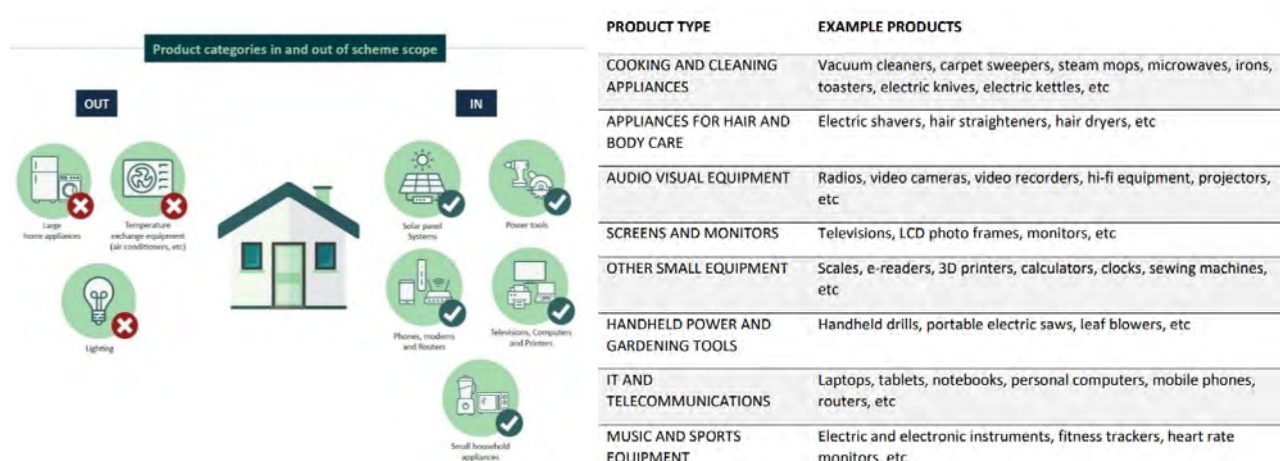 Product categories in and out of scheme scope
OUT
IN
Large
home appliances
Temperature
exchange equipment
(air conditioners, etc)
Lighting
Solar panel
Systems
Power tools
Phones, modems
and Routers
Televisions, Computers
and Printers
Small household
appliances
PRODUCT TYPE
EXAMPLE PRODUCTS
COOKING AND CLEANING
APPLIANCES
Vacuum cleaners, carpet sweepers, steam mops, microwaves, irons,
toasters, electric knives, electric kettles, etc
APPLIANCES FOR HAIR AND
BODY CARE
Electric shavers, hair straighteners, hair dryers, etc
AUDIO VISUAL EQUIPMENT
Radios, video cameras, video recorders, hi-fi equipment, projectors,
etc
SCREENS AND MONITORS
Televisions, LCD photo frames, monitors, etc
OTHER SMALL EQUIPMENT
Scales, e-readers, 3D printers, calculators, clocks, sewing machines,
etc
HANDHELD POWER AND
GARDENING TOOLS
Handheld drills, portable electric saws, leaf blowers, etc
IT AND
TELECOMMUNICATIONS
Laptops, tablets, notebooks, personal computers, mobile phones,
routers, etc
MUSIC AND SPORTS
EQUIPMENT
Electric and electronic instruments, fitness trackers, heart rate
monitors, etc